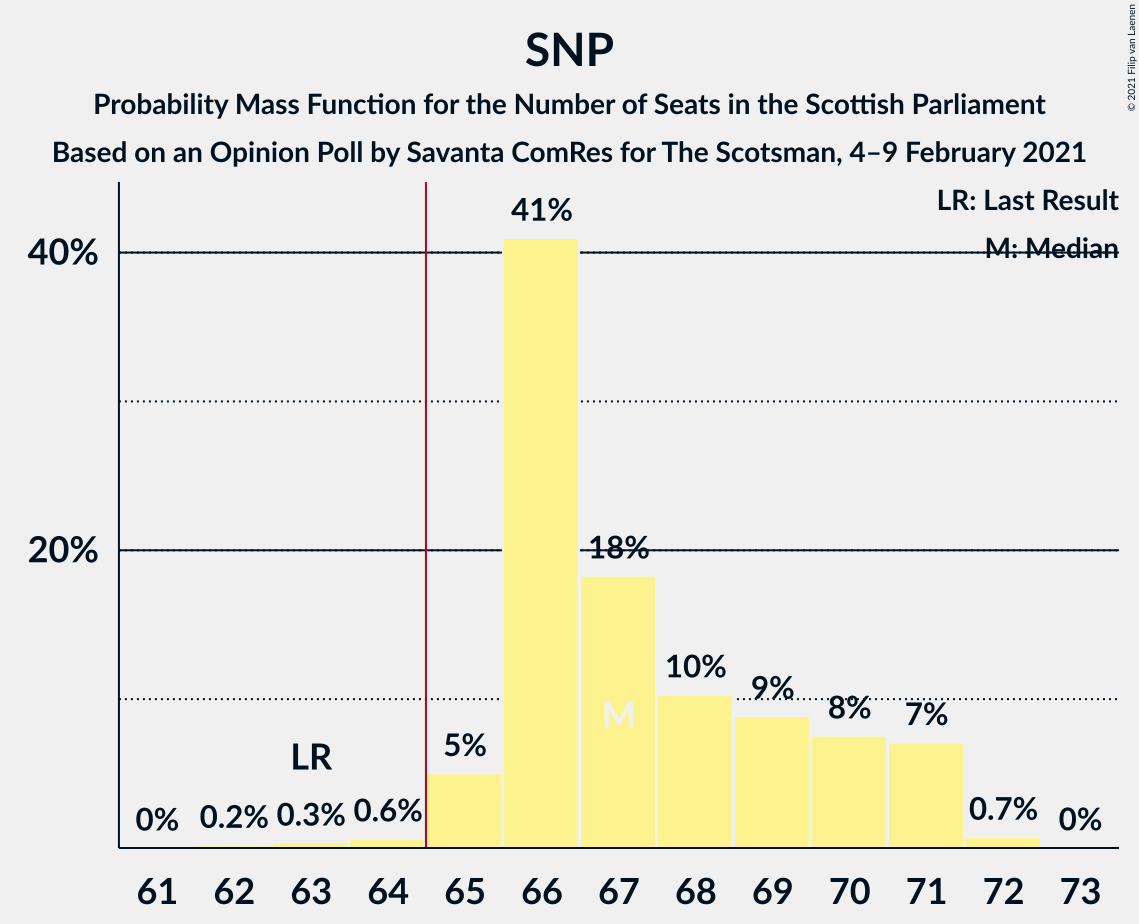 SNP
Probability Mass Function for the Number of Seats in the Scottish Parliament
Based on an Opinion Poll by Savanta ComRes for The Scotsman, 4–9 February 2021
© 2021 Filip van Laenen
LR: Last Result
M: Median
40%
20%
0%
0.2%
0.3%
0.6%
5%
41%
18%
10%
9%
8%
7%
0.7%
0%
LR
M
61 62 63 64 65 66 67 68 69 70 71 72 73